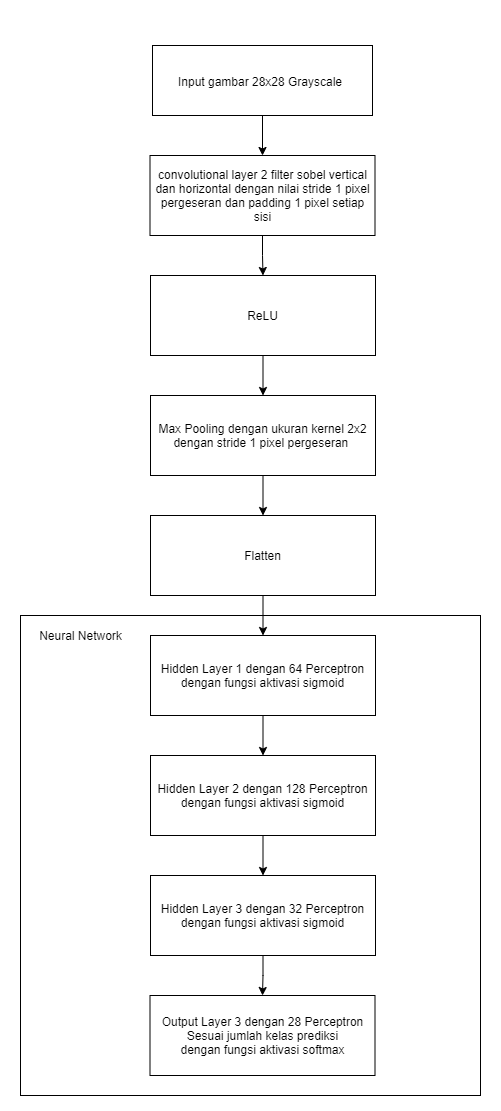 Input gambar 28x28 Grayscale
convolutional layer 2 filter sobel vertical
dan horizontal dengan nilai stride 1 pixel
pergeseran dan padding 1 pixel setiap
sisi
ReLU
Max Pooling dengan ukuran kernel 2x2
dengan stride 1 pixel pergeseran
Flatten
Neural Network
Hidden Layer 1 dengan 64 Perceptron
dengan fungsi aktivasi sigmoid
Hidden Layer 2 dengan 128 Perceptron
dengan fungsi aktivasi sigmoid
Hidden Layer 3 dengan 32 Perceptron
dengan fungsi aktivasi sigmoid
Output Layer 3 dengan 28 Perceptron
Sesuai jumlah kelas prediksi
dengan fungsi aktivasi softmax